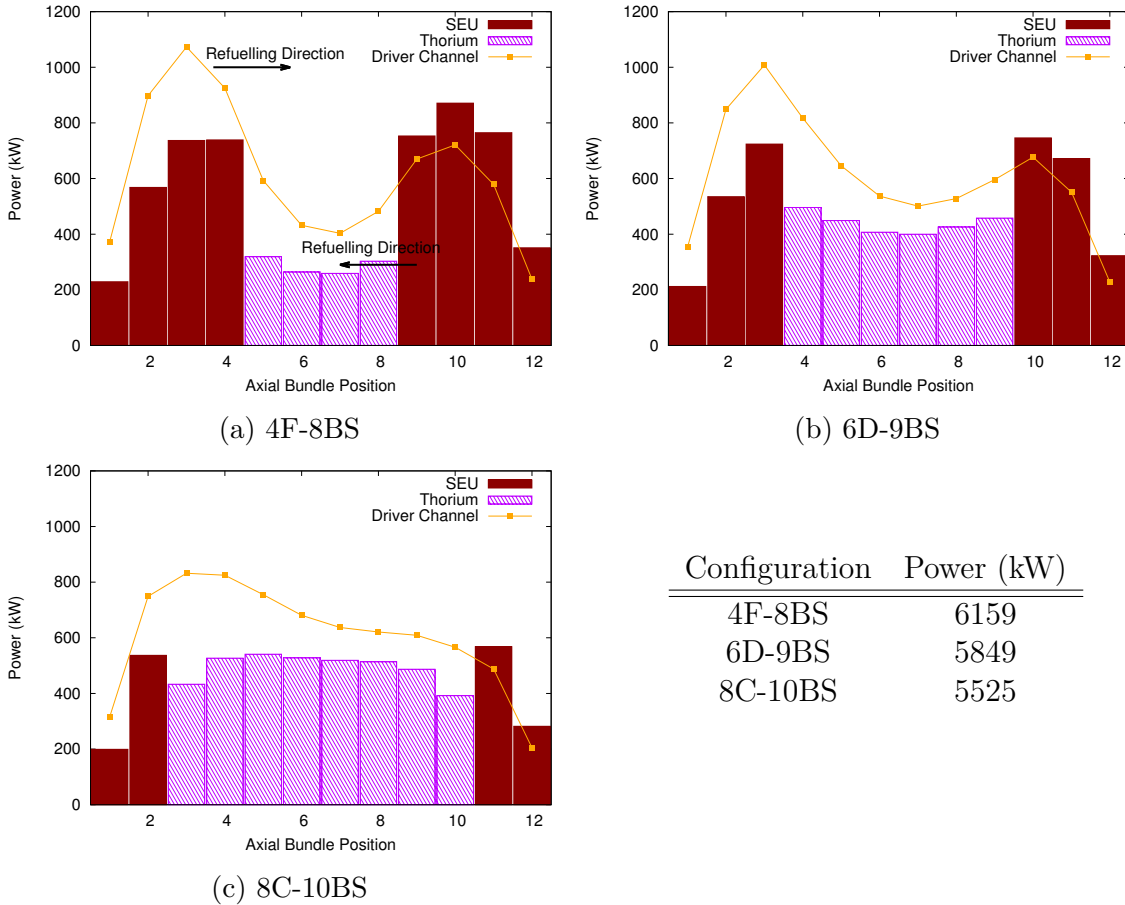 1200
1000
800
600
400
200
0
Power (kW)
SEU
Thorium
Driver Channel
Refuelling Direction
Refuelling Direction
2 4 6 8 10 12
Axial Bundle Position
(a) 4F-8BS
1200
1000
800
600
400
200
0
Power (kW)
SEU
Thorium
Driver Channel
2 4 6 8 10 12
Axial Bundle Position
(b) 6D-9BS
1200
1000
800
600
400
200
0
Power (kW)
SEU
Thorium
Driver Channel
2 4 6 8 10 12
Axial Bundle Position
(c) 8C-10BS
Configuration Power (kW)
4F-8BS 6159
6D-9BS 5849
8C-10BS 5525